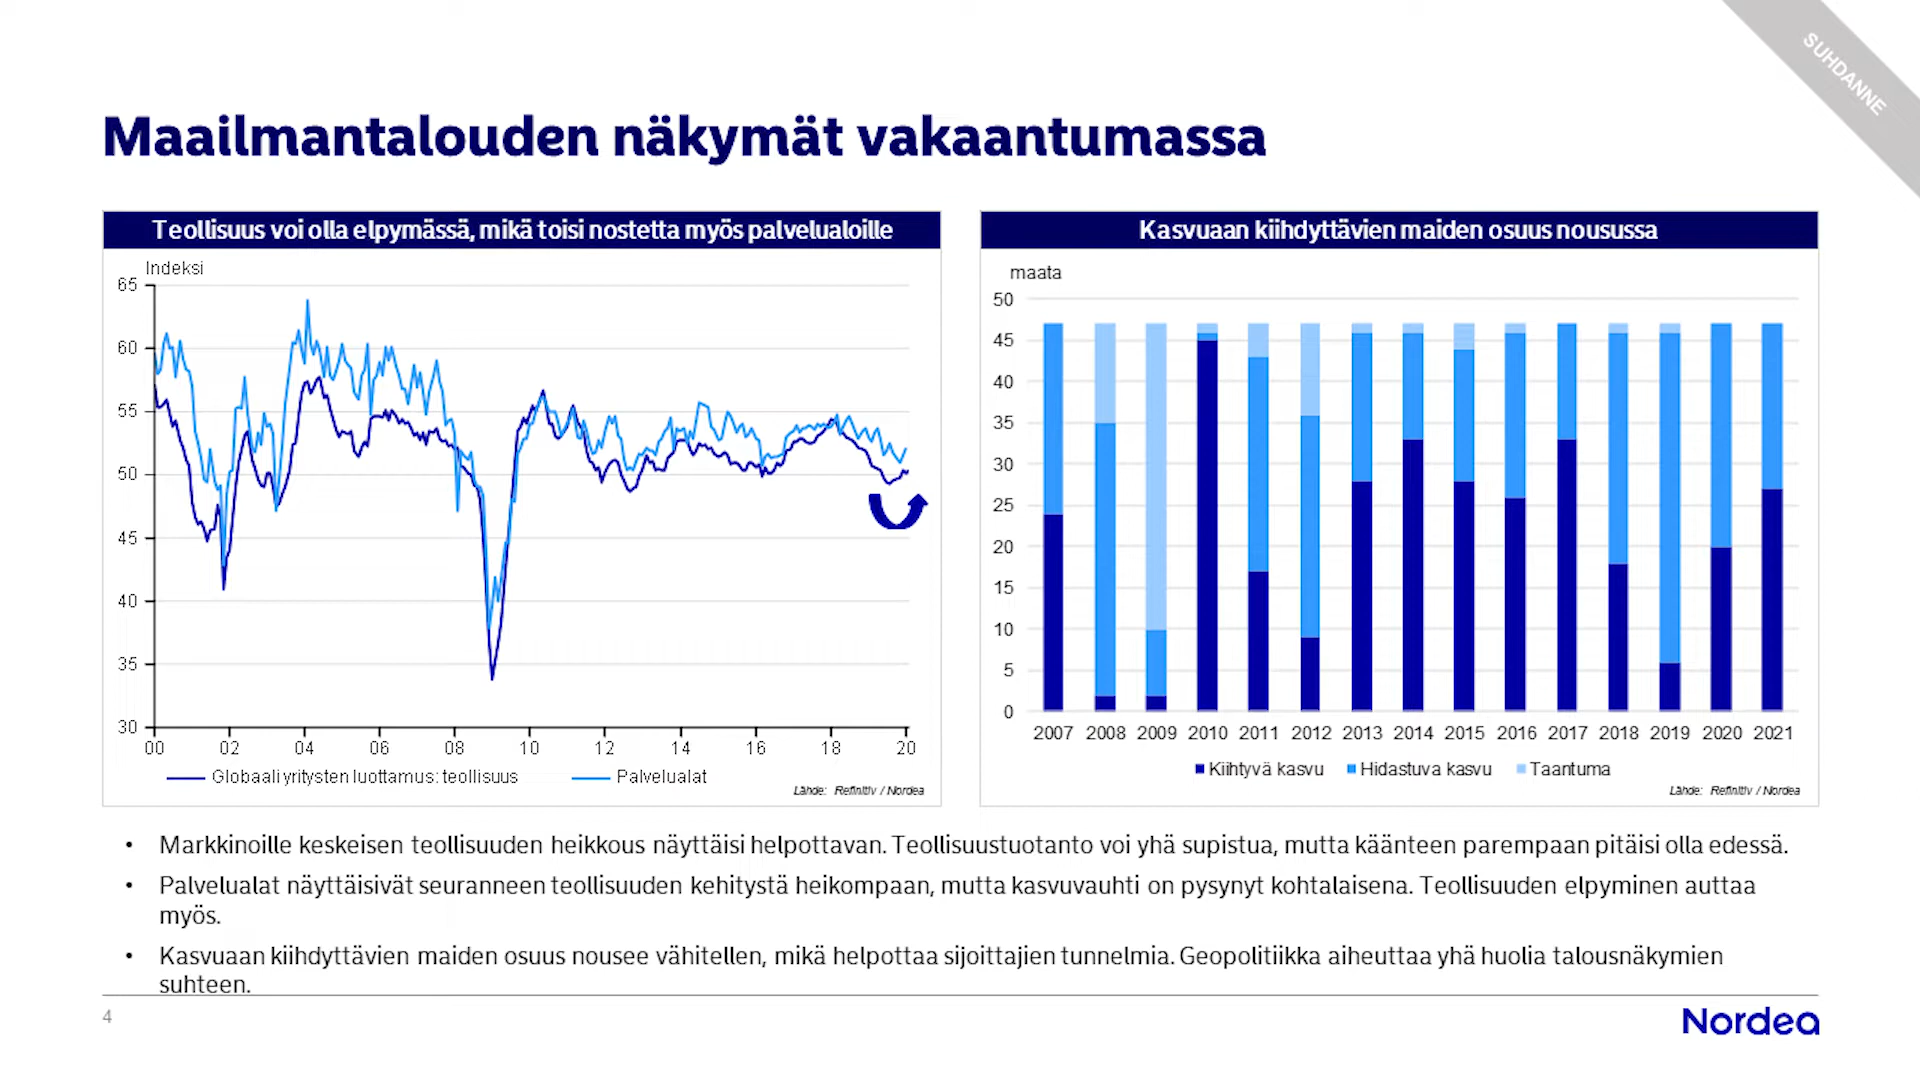 SUHDANNE
Maailmantalouden näkymät vakaantumassa
Teollisuus voi olla elpymässä, mikä toisi nostetta myös palvelualoille
Indeksi
65
60
55
50
45
40
35
30
00 02 04 06 08 10 12 14 16 18 20
Globaali yritysten luottamus: teollisuus Palvelualat
Lähde: Refinitiv / Nordea
Kasvuaan kiihdyttävien maiden osuus nousussa
maata
50
45
40
35
30
25
20
15
10
5
0
2007 2008 2009 2010 2011 2012 2013 2014 2015 2016 2017 2018 2019 2020 2021
Kiihtyvä kasvu Hidastuva kasvu Taantuma
Lähde: Refinitiv / Nordea
• Markkinoille keskeisen teollisuuden heikkous näyttäisi helpottavan. Teollisuustuotanto voi yhä supistua, mutta käänteen parempaan pitäisi olla edessä.
• Palvelualat näyttäisivät seuranneen teollisuuden kehitystä heikompaan, mutta kasvuvauhti on pysynyt kohtalaisena. Teollisuuden elpyminen auttaa
myös.
• Kasvuaan kiihdyttävien maiden osuus nousee vähitellen, mikä helpottaa sijoittajien tunnelmia. Geopolitiikka aiheuttaa yhä huolia talousnäkymien
suhteen.
4
Nordea